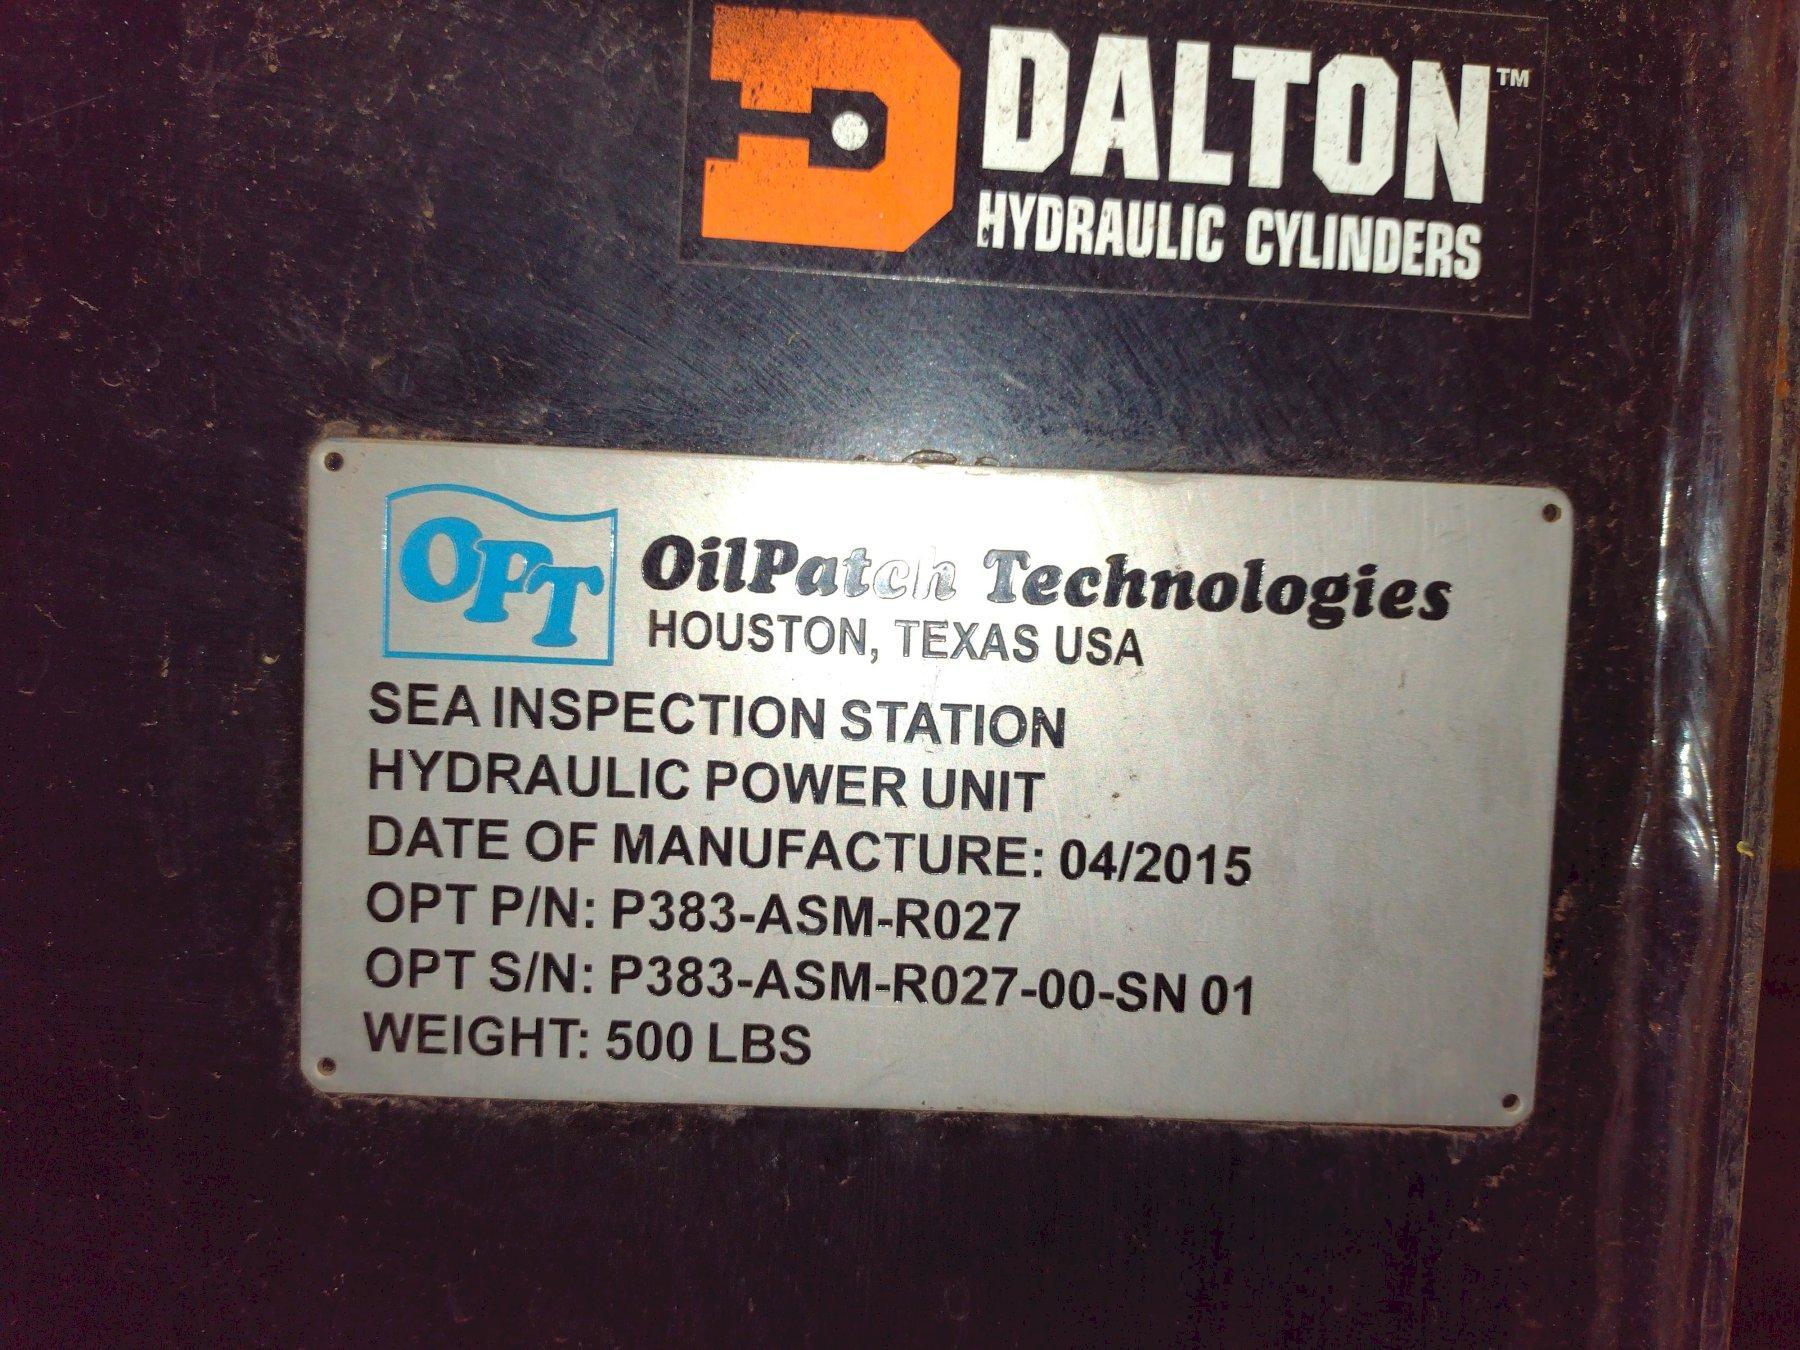 DALTON™
HYDRAULIC CYLINDERS
OPT
OilPatch Technologies
HOUSTON, TEXAS USA
SEA INSPECTION STATION
HYDRAULIC POWER UNIT
DATE OF MANUFACTURE: 04/2015
OPT P/N: P383-ASM-R027
OPT S/N: P383-ASM-R027-00-SN 01
WEIGHT: 500 LBS